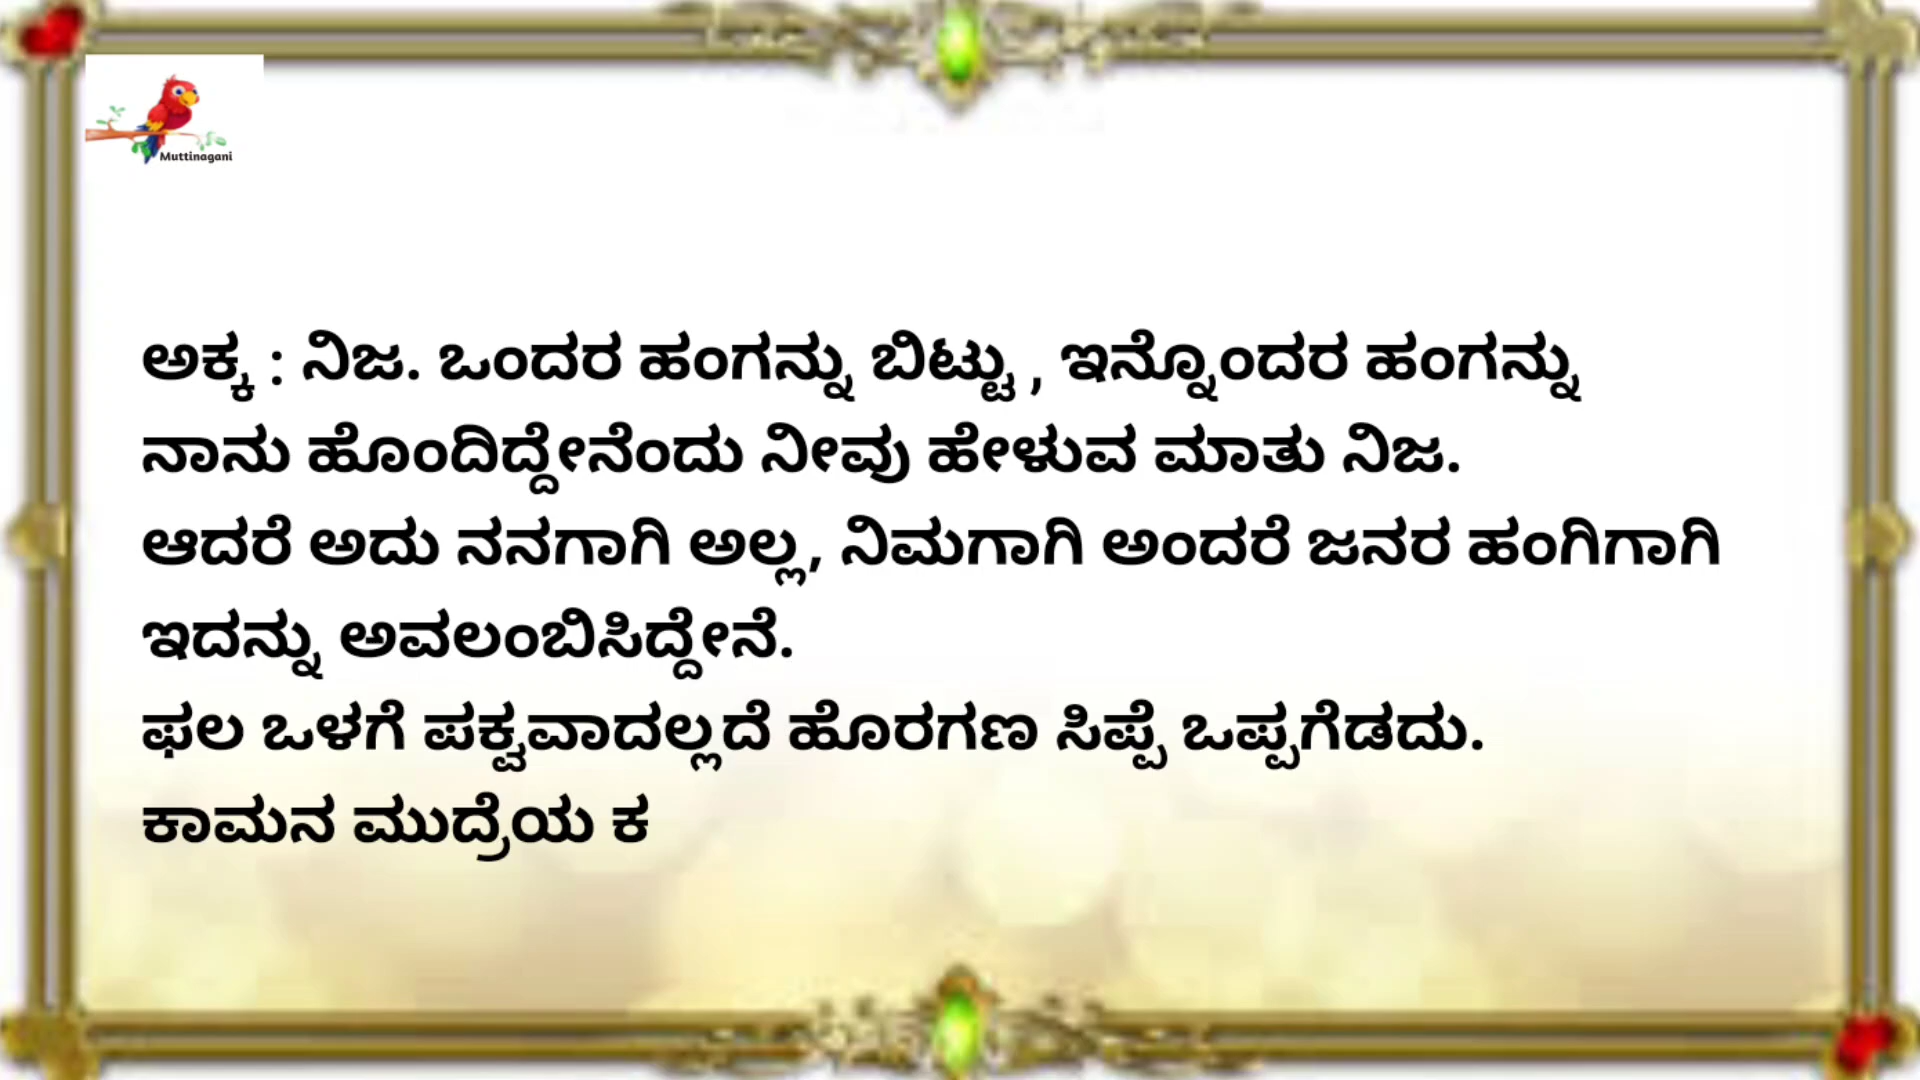 Muttinagani
ಅಕ್ಕ : ನಿಜ. ಒಂದರ ಹಂಗನ್ನು ಬಿಟ್ಟು , ಇನ್ನೊಂದರ ಹಂಗನ್ನು
ನಾನು ಹೊಂದಿದ್ದೇನೆಂದು ನೀವು ಹೇಳುವ ಮಾತು ನಿಜ.
ಆದರೆ ಅದು ನನಗಾಗಿ ಅಲ್ಲ, ನಿಮಗಾಗಿ ಅಂದರೆ ಜನರ ಹಂಗಿಗಾಗಿ
ಇದನ್ನು ಅವಲಂಬಿಸಿದ್ದೇನೆ.
ಫಲ ಒಳಗೆ ಪಕ್ವವಾದಲ್ಲದೆ ಹೊರಗಣ ಸಿಪ್ಪೆ ಒಪ್ಪಗೆಡದು.
ಕಾಮನ ಮುದ್ರೆಯ ಕ